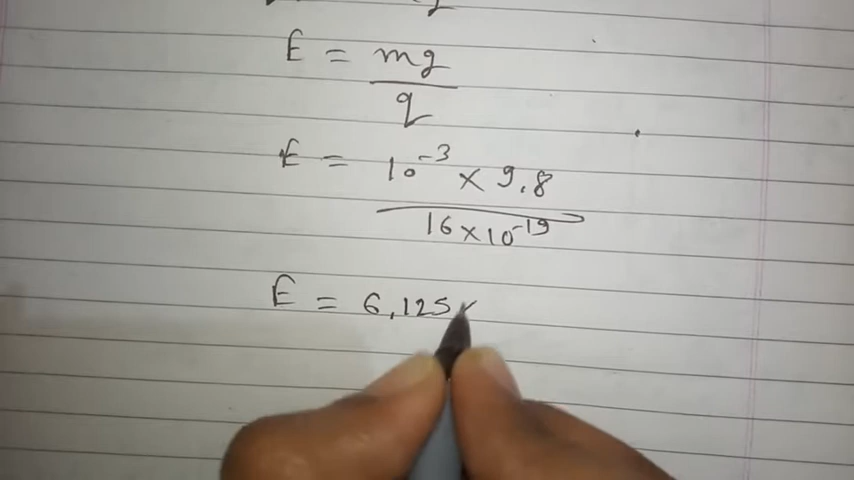 E = mg
q
E = 10⁻³ × 9.8
16 × 10⁻¹⁹
E = 6.125 ×